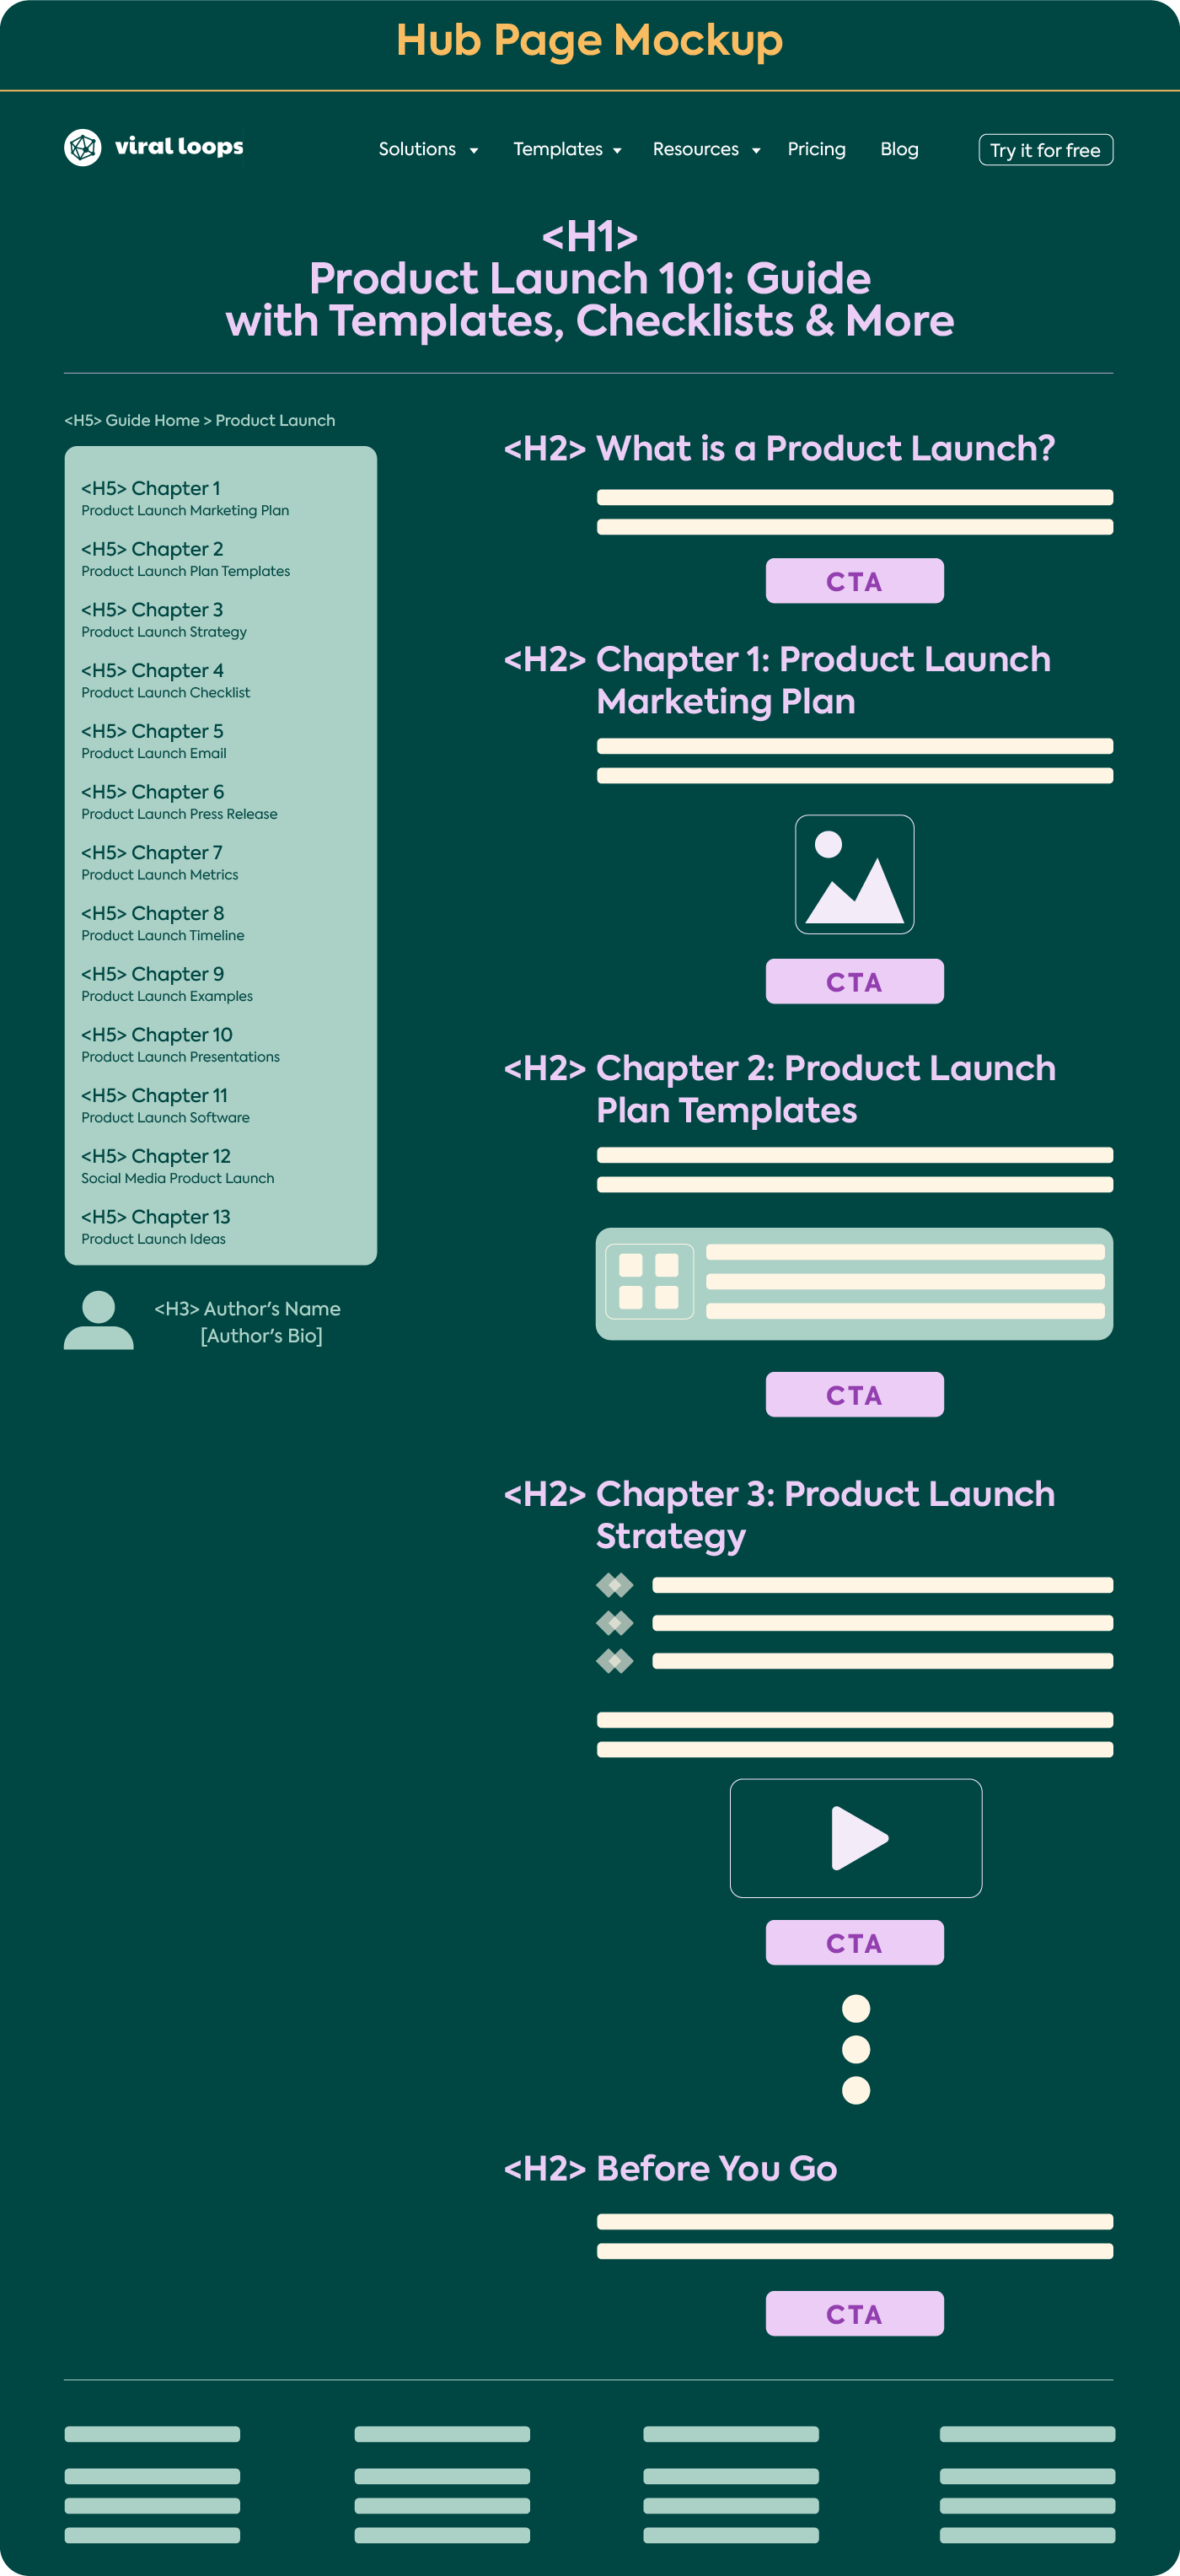 Hub Page Mockup
viral loops
Solutions Templates Resources Pricing Blog Try it for free
<H1>
Product Launch 101: Guide
with Templates, Checklists & More
<H5> Guide Home > Product Launch
<H5> Chapter 1
Product Launch Marketing Plan
<H5> Chapter 2
Product Launch Plan Templates
<H5> Chapter 3
Product Launch Strategy
<H5> Chapter 4
Product Launch Checklist
<H5> Chapter 5
Product Launch Email
<H5> Chapter 6
Product Launch Press Release
<H5> Chapter 7
Product Launch Metrics
<H5> Chapter 8
Product Launch Timeline
<H5> Chapter 9
Product Launch Examples
<H5> Chapter 10
Product Launch Presentations
<H5> Chapter 11
Product Launch Software
<H5> Chapter 12
Social Media Product Launch
<H5> Chapter 13
Product Launch Ideas
<H3> Author's Name
[Author's Bio]
<H2> What is a Product Launch?
CTA
<H2> Chapter 1: Product Launch
Marketing Plan
CTA
<H2> Chapter 2: Product Launch
Plan Templates
CTA
<H2> Chapter 3: Product Launch
Strategy
CTA
<H2> Before You Go
CTA